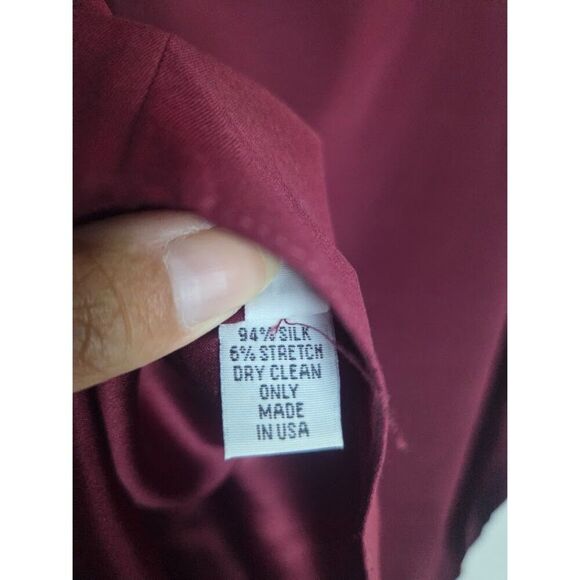 94% SILK
6% STRETCH
DRY CLEAN
ONLY
MADE
IN USA